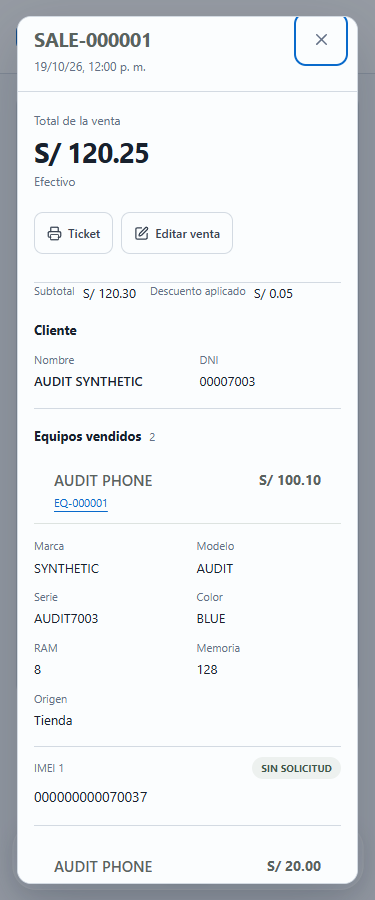 SALE-000001
19/10/26, 12:00 p. m.
Total de la venta
S/ 120.25
Efectivo
Ticket Editar venta
Subtotal S/ 120.30 Descuento aplicado S/ 0.05
Cliente
Nombre DNI
AUDIT SYNTHETIC 00007003
Equipos vendidos 2
AUDIT PHONE S/ 100.10
EQ-000001
Marca Modelo
SYNTHETIC AUDIT
Serie Color
AUDIT7003 BLUE
RAM Memoria
8 128
Origen
Tienda
IMEI 1 SIN SOLICITUD
000000000070037
AUDIT PHONE S/ 20.00